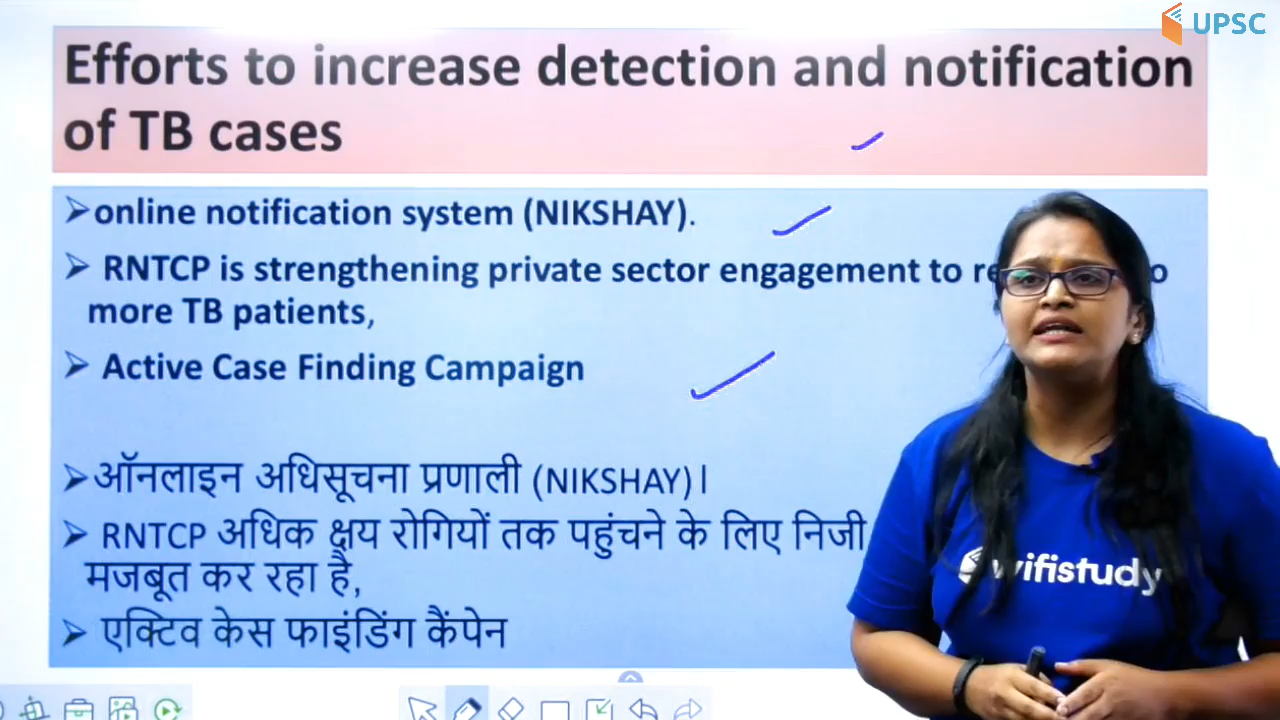 UPSC
Efforts to increase detection and notification
of TB cases
➢online notification system (NIKSHAY).
➢ RNTCP is strengthening private sector engagement to
more TB patients,
➢ Active Case Finding Campaign
➢ऑनलाइन अधिसूचना प्रणाली (NIKSHAY)।
➢ RNTCP अधिक क्षय रोगियों तक पहुंचने के लिए निजी
मजबूत कर रहा है,
➢ एक्टिव केस फाइंडिंग कैंपेन
wifistudy